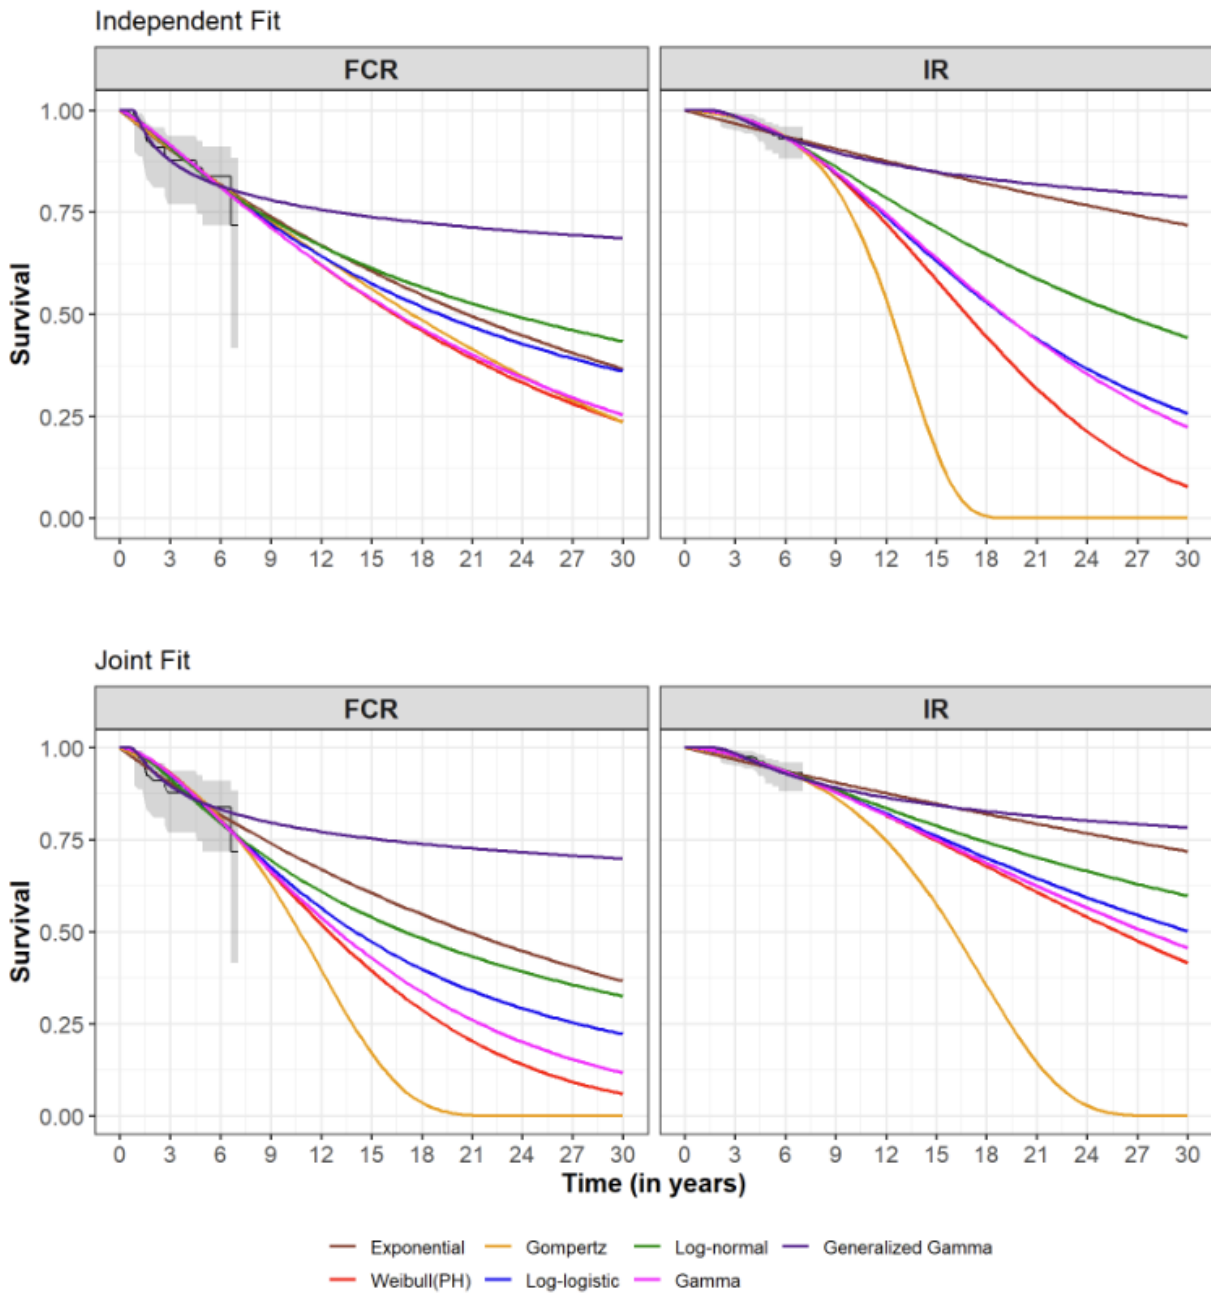 Independent Fit
FCR
IR
1.00
0.75
0.50
0.25
0.00
Survival
0 3 6 9 12 15 18 21 24 27 30
0 3 6 9 12 15 18 21 24 27 30
Joint Fit
FCR
IR
1.00
0.75
0.50
0.25
0.00
Survival
0 3 6 9 12 15 18 21 24 27 30
0 3 6 9 12 15 18 21 24 27 30
Time (in years)
Exponential Gompertz Log-normal Generalized Gamma
Weibull(PH) Log-logistic Gamma